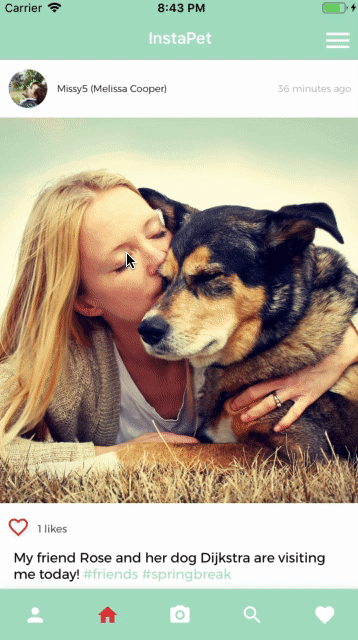 Carrier 8:43 PM
InstaPet
Missy5 (Melissa Cooper) 36 minutes ago
1 likes
My friend Rose and her dog Dijkstra are visiting
me today! #friends #springbreak